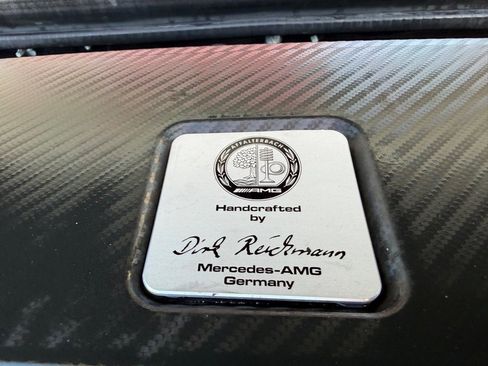 AFFALTERBACH
AMG
Handcrafted
by
Dirk Reichmann
Mercedes-AMG
Germany